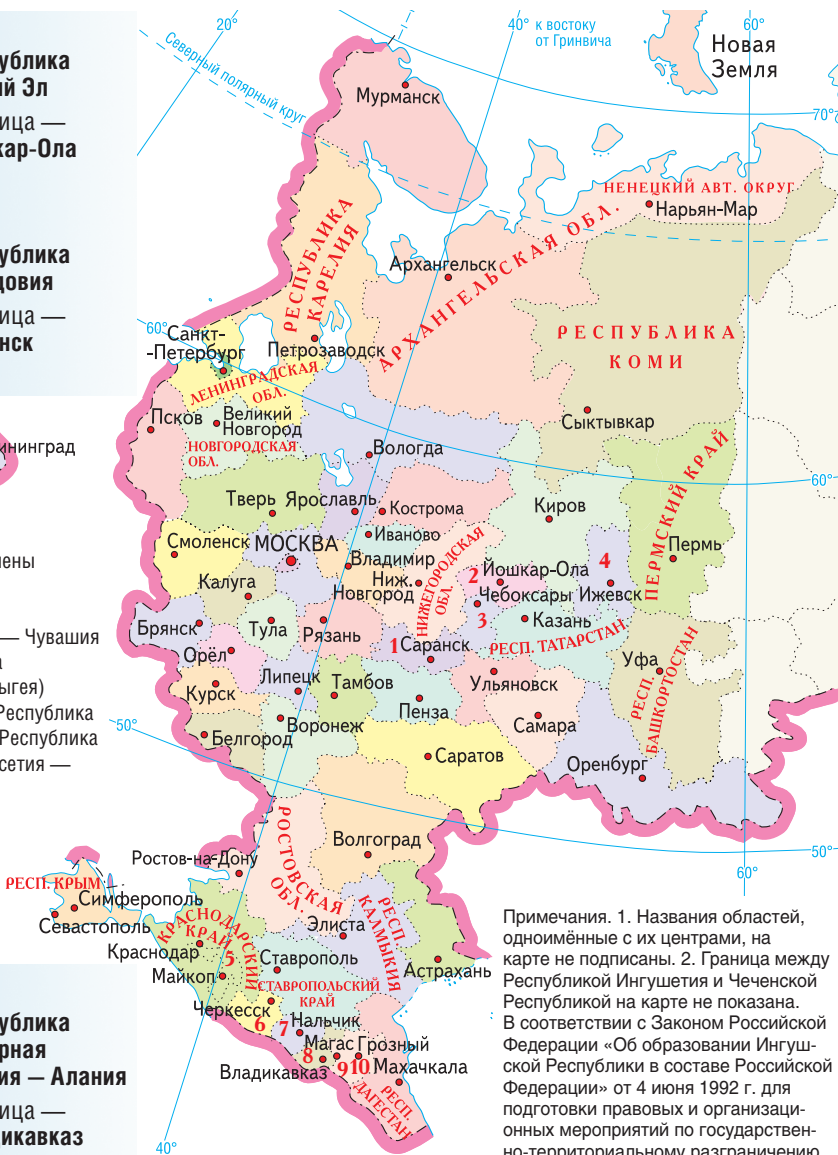 ублика
ий Эл
ица —
кар-Ола
ублика
довия
ица —
нск
ининград
ены
— Чувашия
а
ыгея)
Республика
Республика
сетия —
ублика
рная
ия — Алания
ица —
икавказ
20°
40° к востоку
от Гринвича
60°
Новая
Земля
Северный полярный круг
70°
Мурманск
НЕНЕЦКИЙ АВТ. ОКРУГ
Нарьян-Мар
РЕСПУБЛИКА
КАРЕЛИЯ
Архангельск
АРХАНГЕЛЬСКАЯ ОБЛ.
60°
Санкт-
-Петербург
Петрозаводск
РЕСПУБЛИКА
КОМИ
ЛЕНИНГРАДСКАЯ
ОБЛ.
Псков
Великий
Новгород
НОВГОРОДСКАЯ
ОБЛ.
Сыктывкар
Вологда
ПЕРМСКИЙ КРАЙ
60°
Тверь
Ярославль
Кострома
Киров
Смоленск
МОСКВА
Иваново
Владимир
НИЖЕГОРОДСКАЯ
ОБЛ.
Пермь
Калуга
Ниж.
Новгород
2
Йошкар-Ола
4
Чебоксары
Ижевск
Брянск
Тула
Рязань
3
Казань
1
Саранск
РЕСП. ТАТАРСТАН
Орёл
Уфа
РЕСП.
БАШКОРТОСТАН
Липецк
Тамбов
Ульяновск
Курск
Пенза
Самара
50°
Воронеж
Белгород
Саратов
Оренбург
РОСТОВСКАЯ
ОБЛ.
Волгоград
50°
60°
Ростов-на-Дону
РЕСП. КРЫМ
Симферополь
Севастополь
КРАСНОДАРСКИЙ
КРАЙ
РЕСП.
КАЛМЫКИЯ
Элиста
Краснодар
5
Ставрополь
Майкоп
Астрахань
СТАВРОПОЛЬСКИЙ
КРАЙ
Черкесск
6
7
Нальчик
Магас
Грозный
8
9
10
Владикавказ
Махачкала
РЕСП.
ДАГЕСТАН
40°
Примечания. 1. Названия областей,
одноимённые с их центрами, на
карте не подписаны. 2. Граница между
Республикой Ингушетия и Чеченской
Республикой на карте не показана.
В соответствии с Законом Российской
Федерации «Об образовании Ингуш-
ской Республики в составе Российской
Федерации» от 4 июня 1992 г. для
подготовки правовых и организаци-
онных мероприятий по государствен-
но-территориальному разграничению